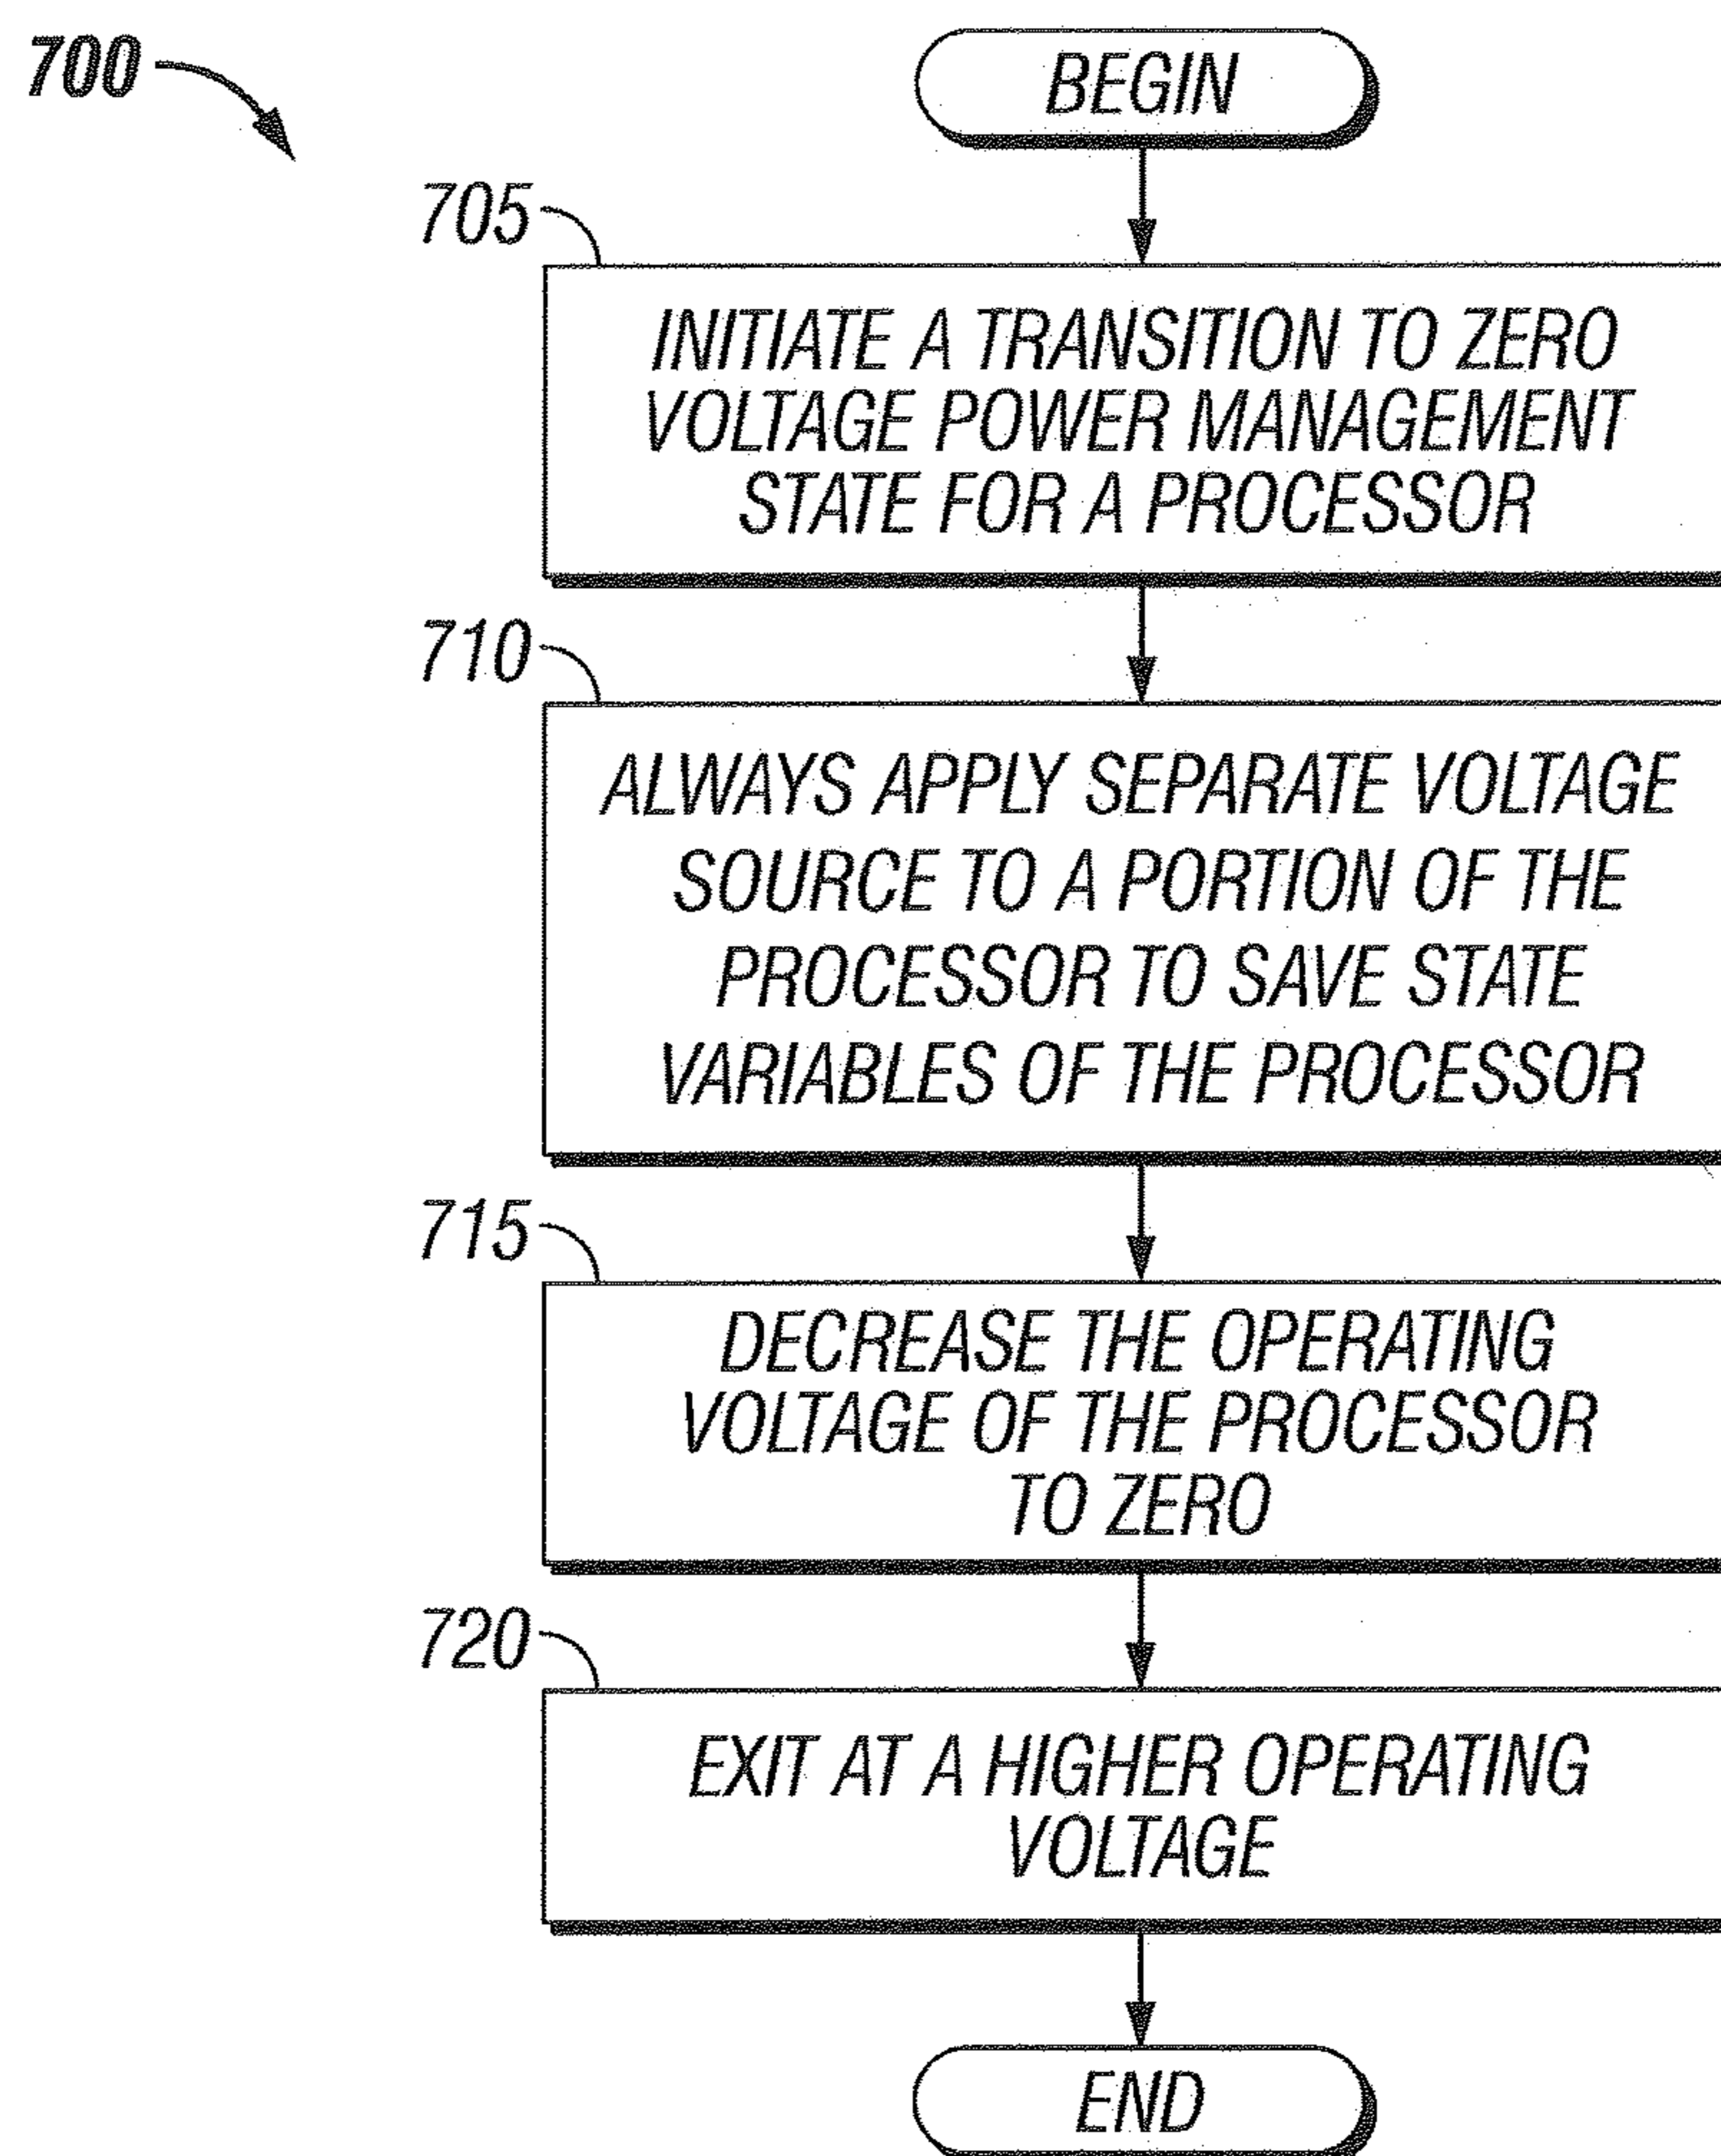 700
BEGIN
705
INITIATE A TRANSITION TO ZERO
VOLTAGE POWER MANAGEMENT
STATE FOR A PROCESSOR
710
ALWAYS APPLY SEPARATE VOLTAGE
SOURCE TO A PORTION OF THE
PROCESSOR TO SAVE STATE
VARIABLES OF THE PROCESSOR
715
DECREASE THE OPERATING
VOLTAGE OF THE PROCESSOR
TO ZERO
720
EXIT AT A HIGHER OPERATING
VOLTAGE
END